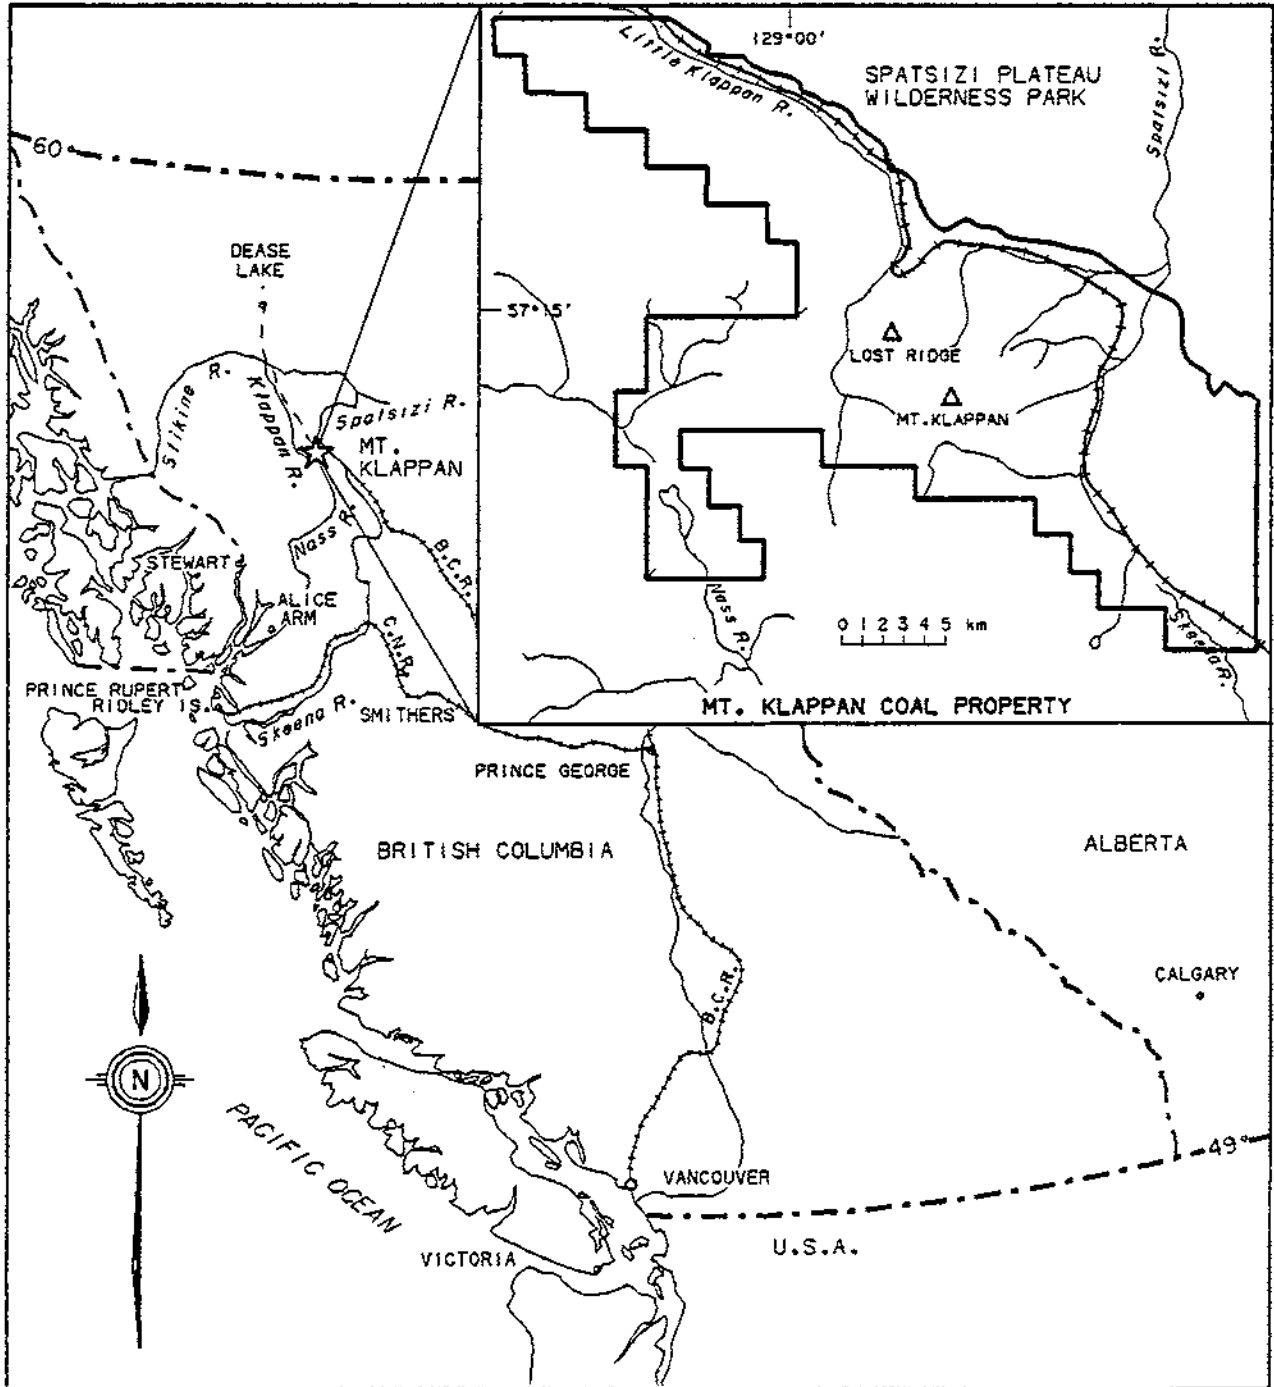 129°00'
Little Klappan R.
SPATSIZI PLATEAU
WILDERNESS PARK
Spatsizi R.
60°
DEASE
LAKE
57°15'
LOST RIDGE
MT. KLAPPAN
Stikine R.
Klappan R.
Spatsizi R.
MT.
KLAPPAN
Nass R.
B.C.R.
STEWART
ALICE
ARM
C.N.R.
Nass R.
Skeena R.
0 1 2 3 4 5 km
MT. KLAPPAN COAL PROPERTY
PRINCE RUPERT
RIDLEY IS.
Skeena R.
SMITHERS
PRINCE GEORGE
BRITISH COLUMBIA
ALBERTA
B.C.R.
CALGARY
N
PACIFIC OCEAN
49°
VANCOUVER
U.S.A.
VICTORIA